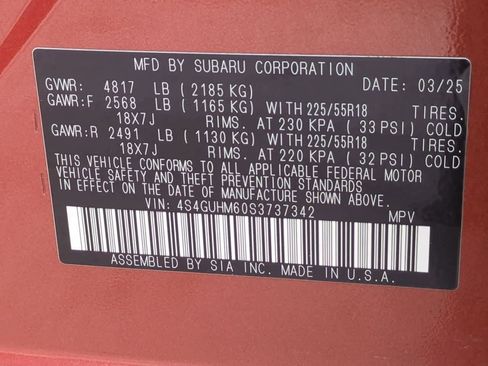 MFD BY SUBARU CORPORATION DATE: 03/25
GVWR: 4817 LB (2185 KG)
GAWR:F 2568 LB (1165 KG) WITH 225/55R18 TIRES.
18X7J RIMS. AT 230 KPA (33 PSI) COLD
GAWR:R 2491 LB (1130 KG) WITH 225/55R18 TIRES.
18X7J RIMS. AT 220 KPA (32 PSI) COLD
THIS VEHICLE CONFORMS TO ALL APPLICABLE FEDERAL MOTOR
VEHICLE SAFETY AND THEFT PREVENTION STANDARDS
IN EFFECT ON THE DATE OF MANUFACTURE SHOWN ABOVE.
VIN: 4S4GUHM60S3737342 MPV
ASSEMBLED BY SIA INC. MADE IN U.S.A.